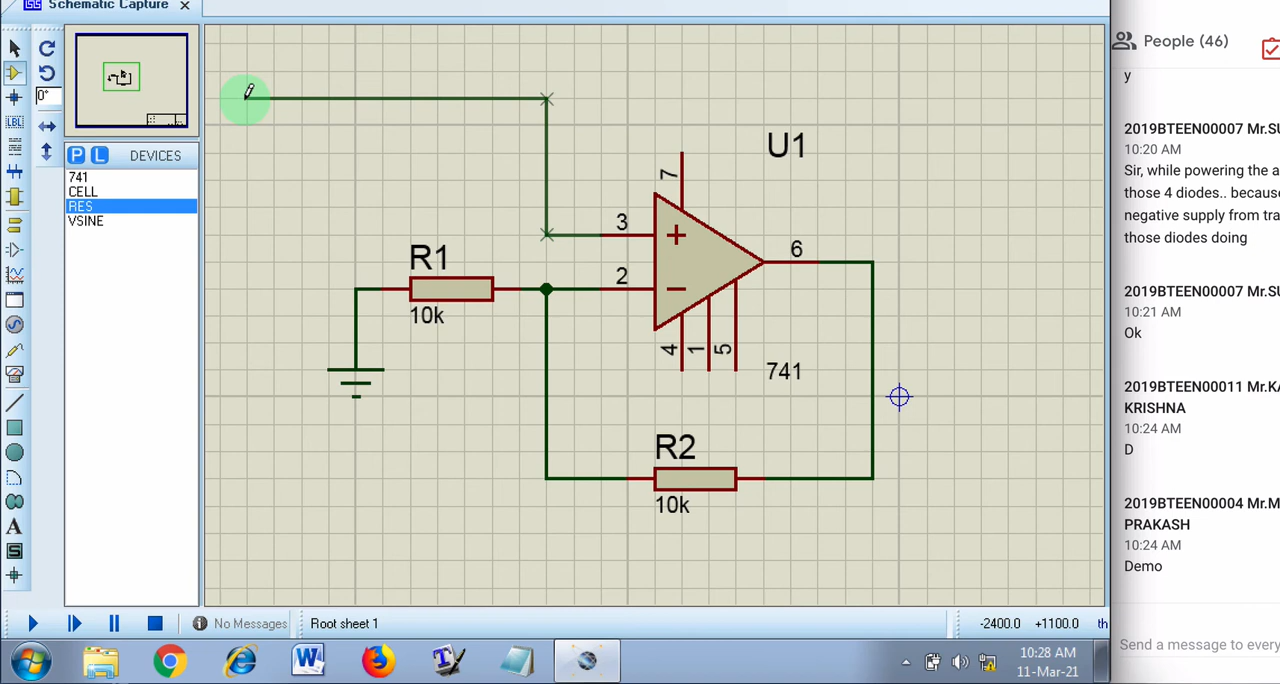 Schematic Capture
0°
LBL
P L DEVICES
741
CELL
RES
VSINE
A
S
U1
7
3
6
R1
2
10k
4 1 5
741
R2
10k
No Messages
Root sheet 1
-2400.0 +1100.0 th
10:28 AM
11-Mar-21
People (46)
y
2019BTEEN00007 Mr.SU
10:20 AM
Sir, while powering the a
those 4 diodes.. because
negative supply from tra
those diodes doing
2019BTEEN00007 Mr.SU
10:21 AM
Ok
2019BTEEN00011 Mr.KA
KRISHNA
10:24 AM
D
2019BTEEN00004 Mr.M
PRAKASH
10:24 AM
Demo
Send a message to every